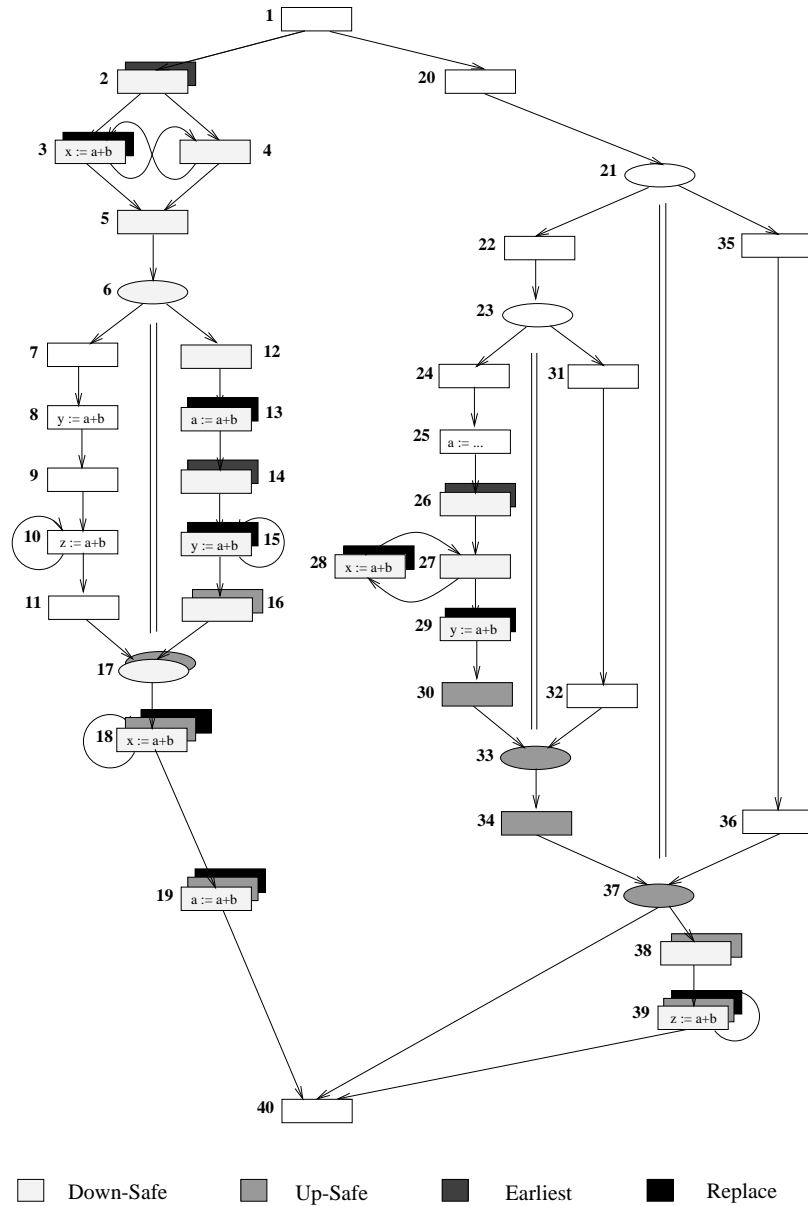 1
2
20
3 x := a+b
4
21
5
22
35
6
23
7
12
24
31
8 y := a+b
a := a+b 13
25 a := ...
9
14
26
10 z := a+b
y := a+b 15
28 x := a+b
27
11
16
29 y := a+b
17
30
32
18 x := a+b
33
34
36
19 a := a+b
37
38
39 z := a+b
40
Down-Safe
Up-Safe
Earliest
Replace